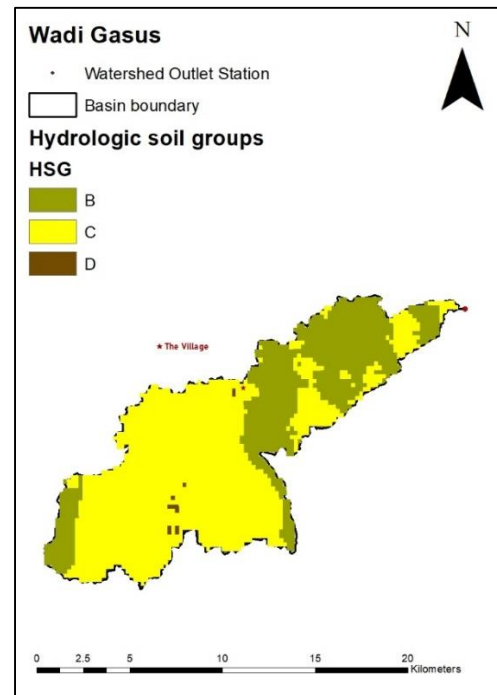 Wadi Gasus
Watershed Outlet Station
Basin boundary
Hydrologic soil groups
HSG
B
C
D
N
The Village
0 2.5 5 10 15 20
Kilometers